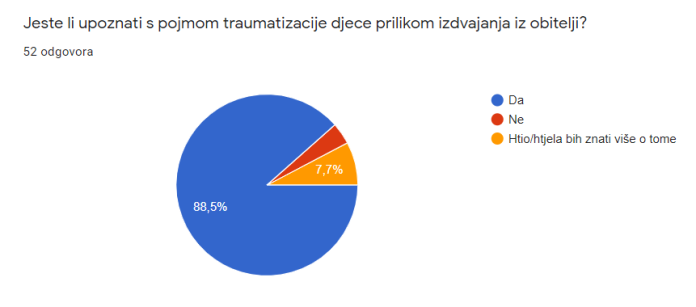 Jeste li upoznati s pojmom traumatizacije djece prilikom izdvajanja iz obitelji?
52 odgovora
Da
Ne
Htio/htjela bih znati više o tome
7,7%
88,5%